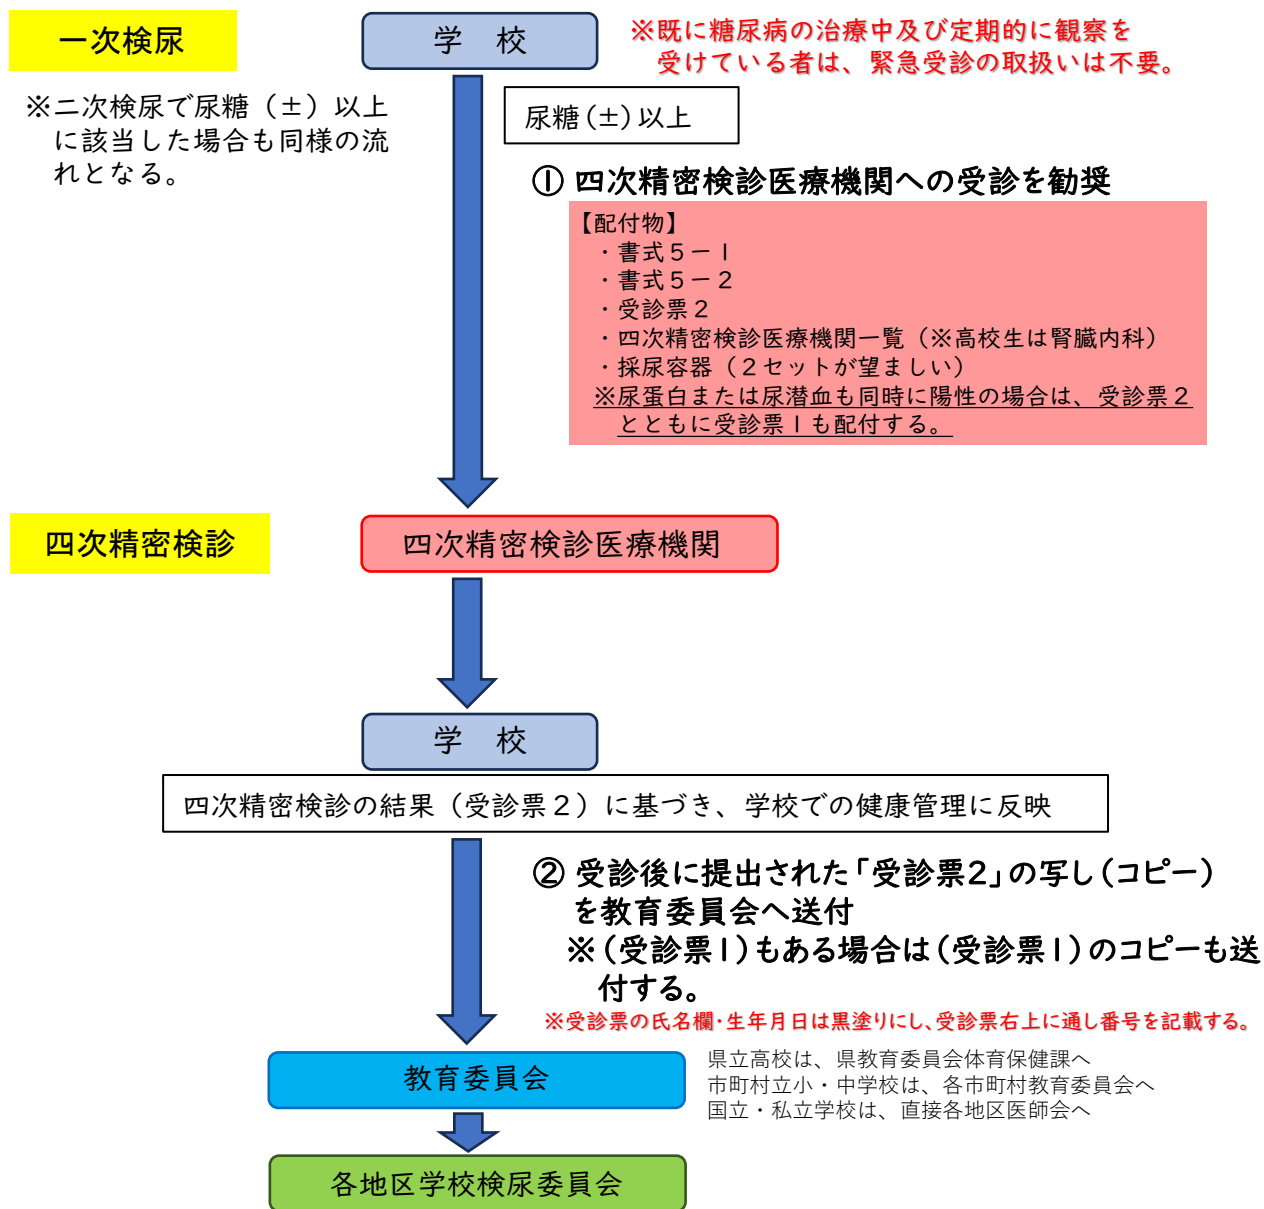 一次検尿
学　校
※既に糖尿病の治療中及び定期的に観察を
受けている者は、緊急受診の取扱いは不要。
※二次検尿で尿糖（±）以上
に該当した場合も同様の流
れとなる。
尿糖（±）以上
① 四次精密検診医療機関への受診を勧奨
【配付物】
・書式５－１
・書式５－２
・受診票２
・四次精密検診医療機関一覧（※高校生は腎臓内科）
・採尿容器（２セットが望ましい）
※尿蛋白または尿潜血も同時に陽性の場合は、受診票２
とともに受診票１も配付する。
四次精密検診
四次精密検診医療機関
学　校
四次精密検診の結果（受診票２）に基づき、学校での健康管理に反映
② 受診後に提出された「受診票２」の写し（コピー）
を教育委員会へ送付
※（受診票１）もある場合は（受診票１）のコピーも送
付する。
※受診票の氏名欄・生年月日は黒塗りにし、受診票右上に通し番号を記載する。
教育委員会
県立高校は、県教育委員会体育保健課へ
市町村立小・中学校は、各市町村教育委員会へ
国立・私立学校は、直接各地区医師会へ
各地区学校検尿委員会